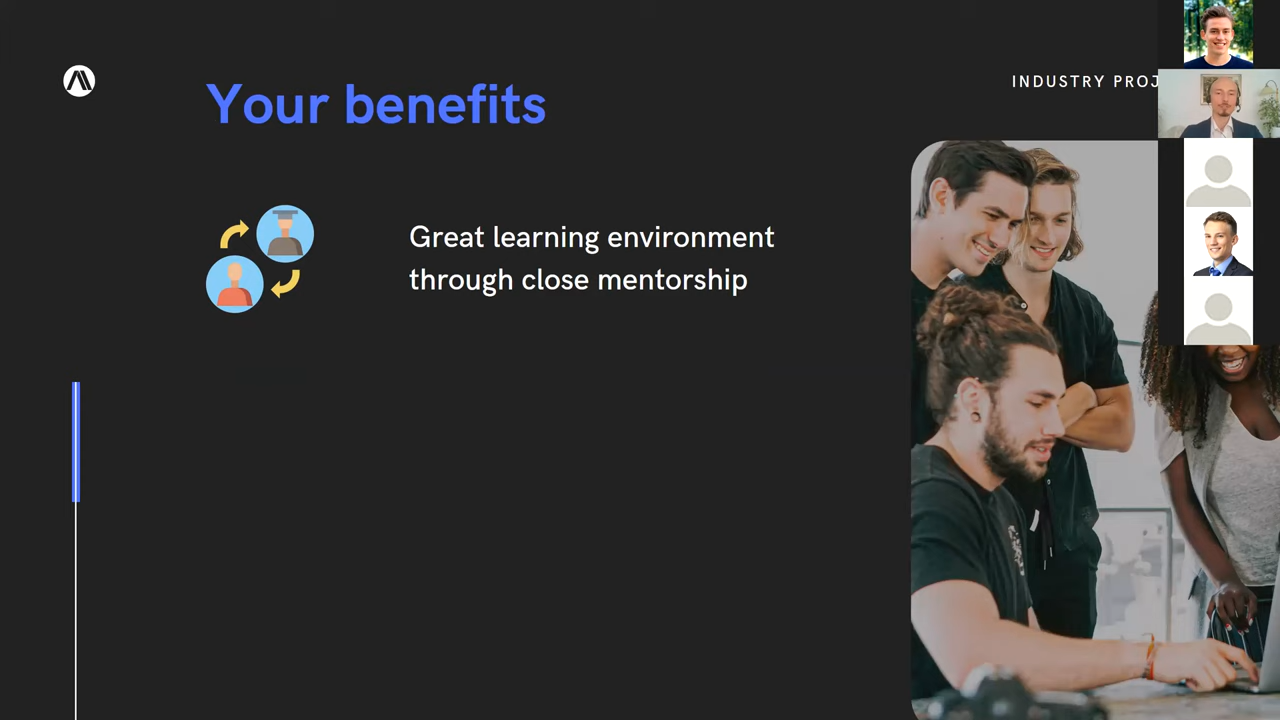 Your benefits
INDUSTRY PROJ
Great learning environment
through close mentorship